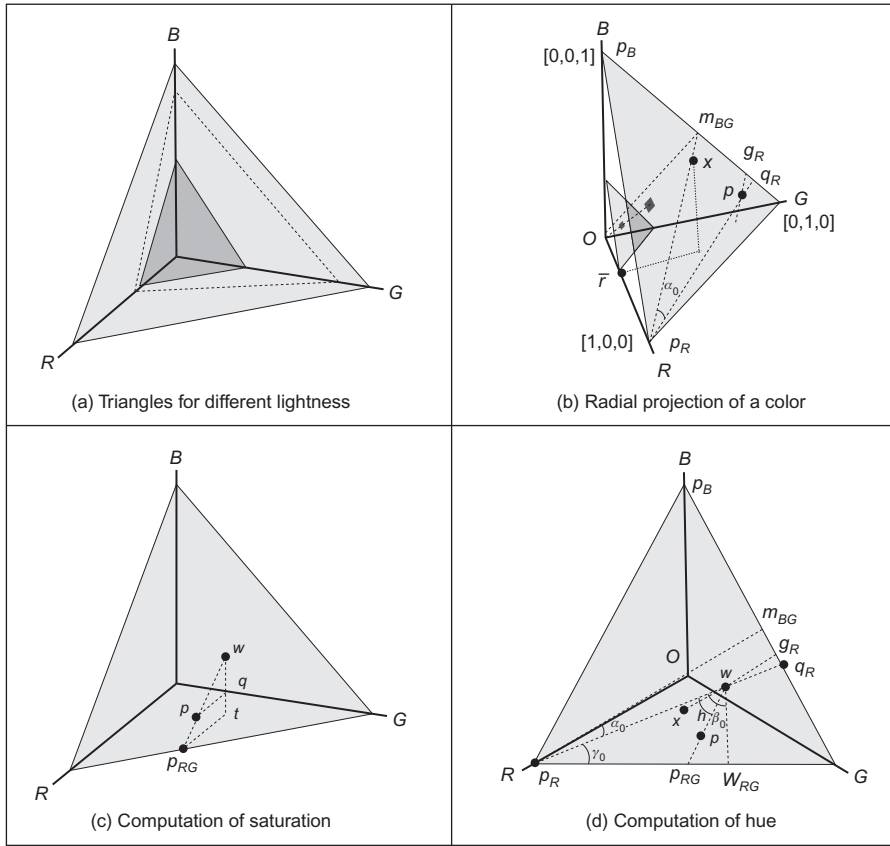 B
G
R
(a) Triangles for different lightness
B
[0,0,1]
p_B
m_BG
g_R
q_R
x
p
G
[0,1,0]
O
r̅
α_0
[1,0,0]
p_R
R
(b) Radial projection of a color
B
w
q
p
t
G
p_RG
R
(c) Computation of saturation
B
p_B
m_BG
g_R
q_R
O
w
x
h
β_0
α_0
p
γ_0
R
p_R
p_RG
W_RG
G
(d) Computation of hue